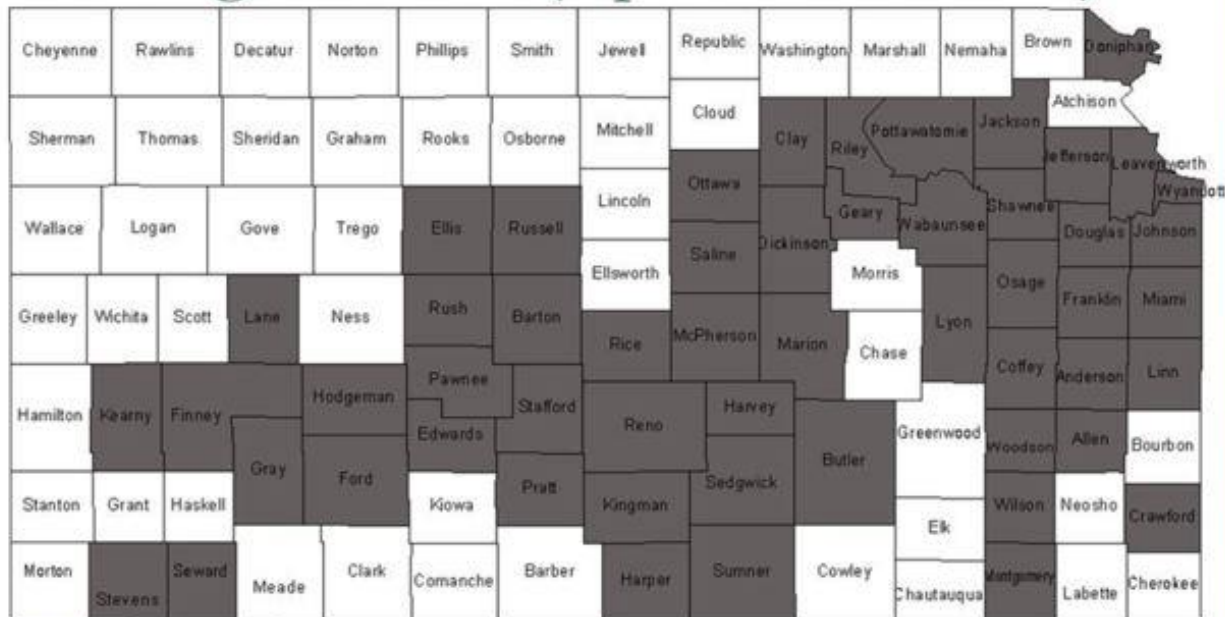 Cheyenne Rawlins Decatur Norton Phillips Smith Jewell Republic Washington Marshall Nemaha Brown Doniphan
Sherman Thomas Sheridan Graham Rooks Osborne Mitchell Cloud Clay Riley Pottawatomie Jackson Atchison
Jefferson Leavenworth
Wyandott
Wallace Logan Gove Trego Ellis Russell Lincoln Ottawa Geary Wabaunsee Shawnee Douglas Johnson
Ellsworth Saline Dickinson Morris Osage
Greeley Wichita Scott Lane Ness Rush Barton Rice McPherson Marion Chase Lyon Franklin Miami
Hamilton Kearny Finney Hodgeman Pawnee Stafford Reno Harvey Coffey Anderson Linn
Edwards Butler Greenwood Woodson Allen Bourbon
Gray Ford Sedgwick
Stanton Grant Haskell Kiowa Pratt Kingman Elk Wilson Neosho Crawford
Morton Stevens Seward Meade Clark Comanche Barber Harper Sumner Cowley Chautauqua Montgomery Labette Cherokee